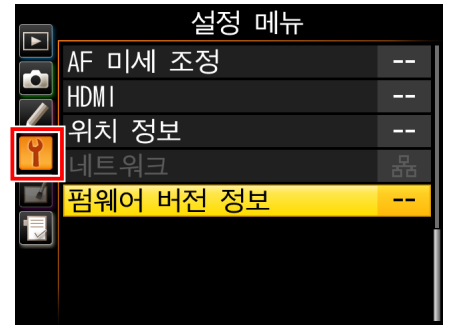 설정 메뉴
AF 미세 조정 --
HDMI --
위치 정보 --
네트워크
펌웨어 버전 정보 --